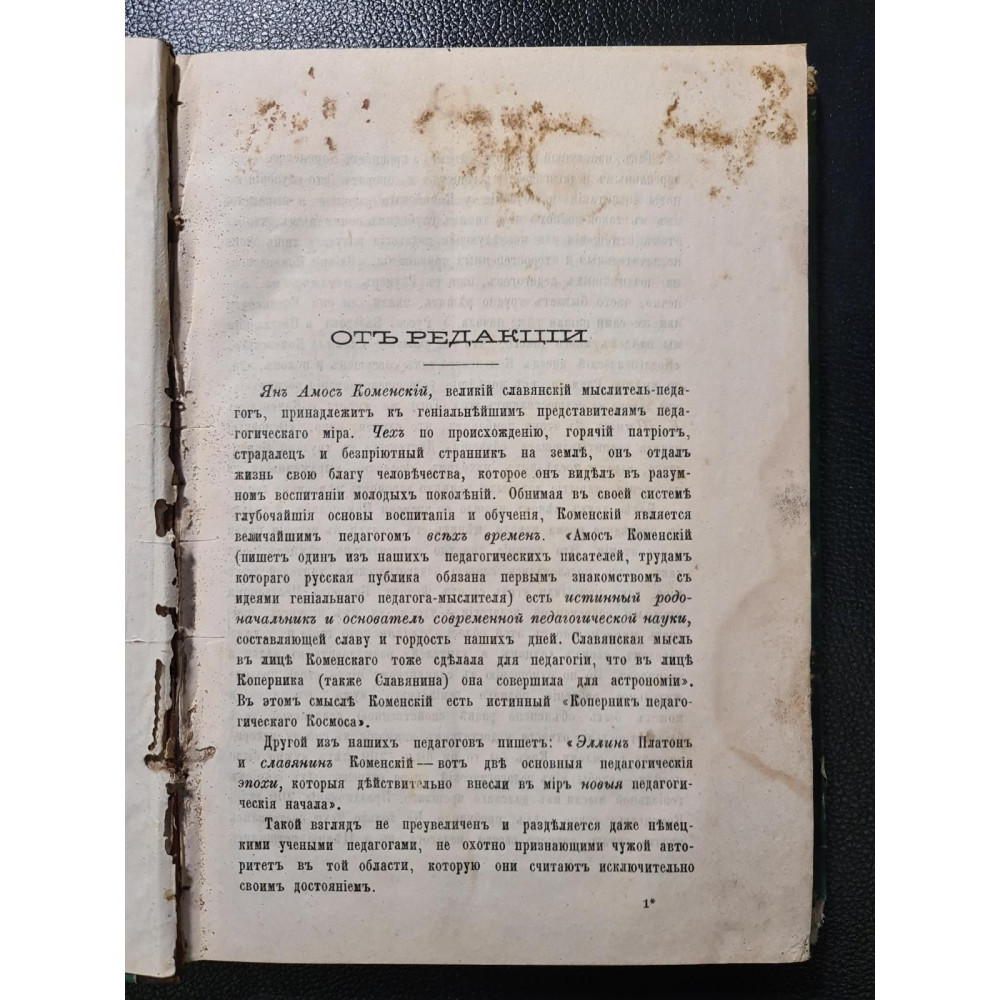 ОТЪ РЕДАКЦІИ
Янъ Амосъ Коменскій, великій славянскій мыслитель-педа-
гогъ, принадлежитъ къ геніальнѣйшимъ представителямъ педа-
гогическаго міра. Чехъ по происхожденію, горячій патріотъ,
страдалецъ и безпріютный странникъ на землѣ, онъ отдалъ
жизнь свою благу человѣчества, которое онъ видѣлъ въ разум-
номъ воспитаніи молодыхъ поколѣній. Обнимая въ своей системѣ
глубочайшія основы воспитанія и обученія, Коменскій является
величайшимъ педагогомъ всѣхъ временъ. «Амосъ Коменскій
(пишетъ одинъ изъ нашихъ педагогическихъ писателей, трудамъ
котораго русская публика обязана первымъ знакомствомъ съ
идеями геніальнаго педагога-мыслителя) есть истинный родо-
начальникъ и основатель современной педагогической науки,
составляющей славу и гордость нашихъ дней. Славянская мысль
въ лицѣ Коменскаго тоже сдѣлала для педагогіи, что въ лицѣ
Коперника (также Славянина) она совершила для астрономіи».
Въ этомъ смыслѣ Коменскій есть истинный «Коперникъ педаго-
гическаго Космоса».
Другой изъ нашихъ педагоговъ пишетъ: «Эллинъ Платонъ
и славянинъ Коменскій — вотъ двѣ основныя педагогическія
эпохи, которыя дѣйствительно внесли въ міръ новыя педагоги-
ческія начала».
Такой взглядъ не преувеличенъ и раздѣляется даже нѣмец-
кими учеными педагогами, не охотно признающими чужой авто-
ритетъ въ той области, которую они считаютъ исключительно
своимъ достояніемъ.
1*